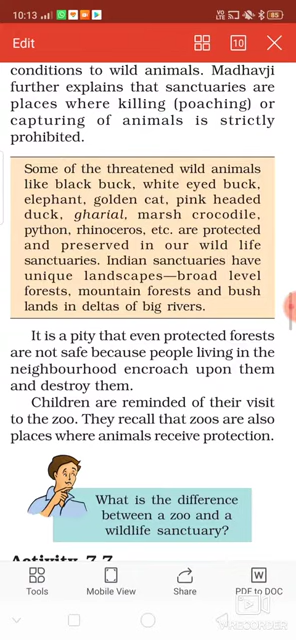 10:13
VO
LTE
85
Edit
10
conditions to wild animals. Madhavji
further explains that sanctuaries are
places where killing (poaching) or
capturing of animals is strictly
prohibited.
Some of the threatened wild animals
like black buck, white eyed buck,
elephant, golden cat, pink headed
duck, gharial, marsh crocodile,
python, rhinoceros, etc. are protected
and preserved in our wild life
sanctuaries. Indian sanctuaries have
unique landscapes—broad level
forests, mountain forests and bush
lands in deltas of big rivers.
It is a pity that even protected forests
are not safe because people living in the
neighbourhood encroach upon them
and destroy them.
Children are reminded of their visit
to the zoo. They recall that zoos are also
places where animals receive protection.
What is the difference
between a zoo and a
wildlife sanctuary?
Activity 7.7
W
Tools
Mobile View
Share
PDF to DOC